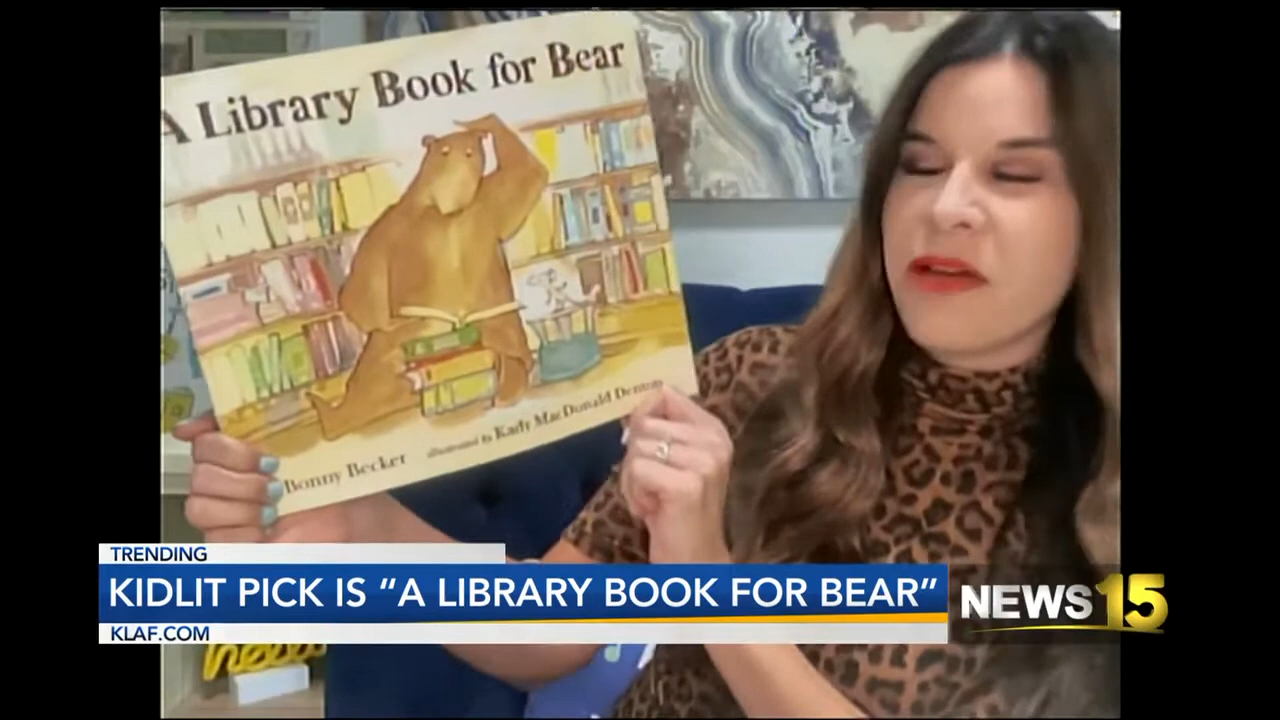 A Library Book for Bear
Bonny Becker illustrated by Kady MacDonald Denton
TRENDING
KIDLIT PICK IS “A LIBRARY BOOK FOR BEAR”
NEWS 15
KLAF.COM
hello